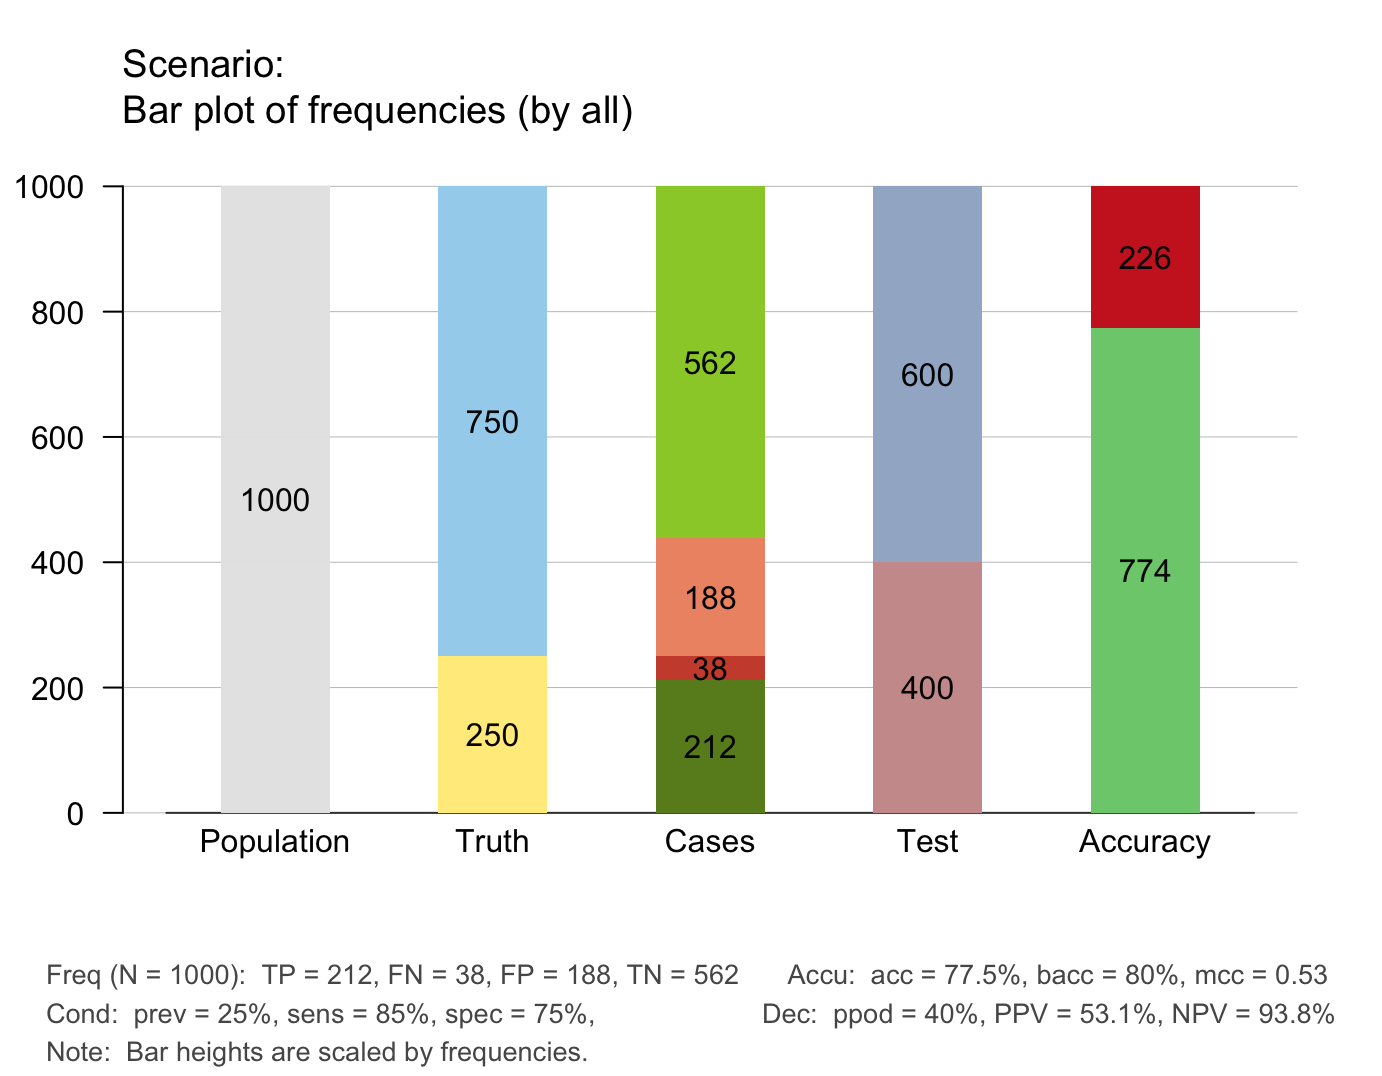 Scenario:
Bar plot of frequencies (by all)
1000
800
600
400
200
0
1000
750
250
562
188
38
212
600
400
226
774
Population
Truth
Cases
Test
Accuracy
Freq (N = 1000):  TP = 212, FN = 38, FP = 188, TN = 562
Accu:  acc = 77.5%, bacc = 80%, mcc = 0.53
Cond:  prev = 25%, sens = 85%, spec = 75%,
Dec:  ppod = 40%, PPV = 53.1%, NPV = 93.8%
Note:  Bar heights are scaled by frequencies.